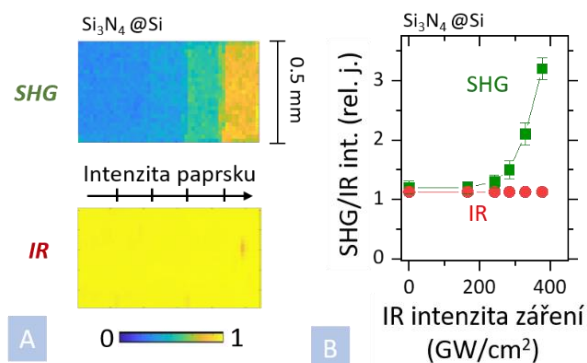 Si₃N₄ @Si
SHG
0.5 mm
Intenzita paprsku
IR
0 1
A
Si₃N₄ @Si
SHG/IR int. (rel. j.)
3
2
1
0
SHG
IR
0 200 400
IR intenzita záření
(GW/cm²)
B